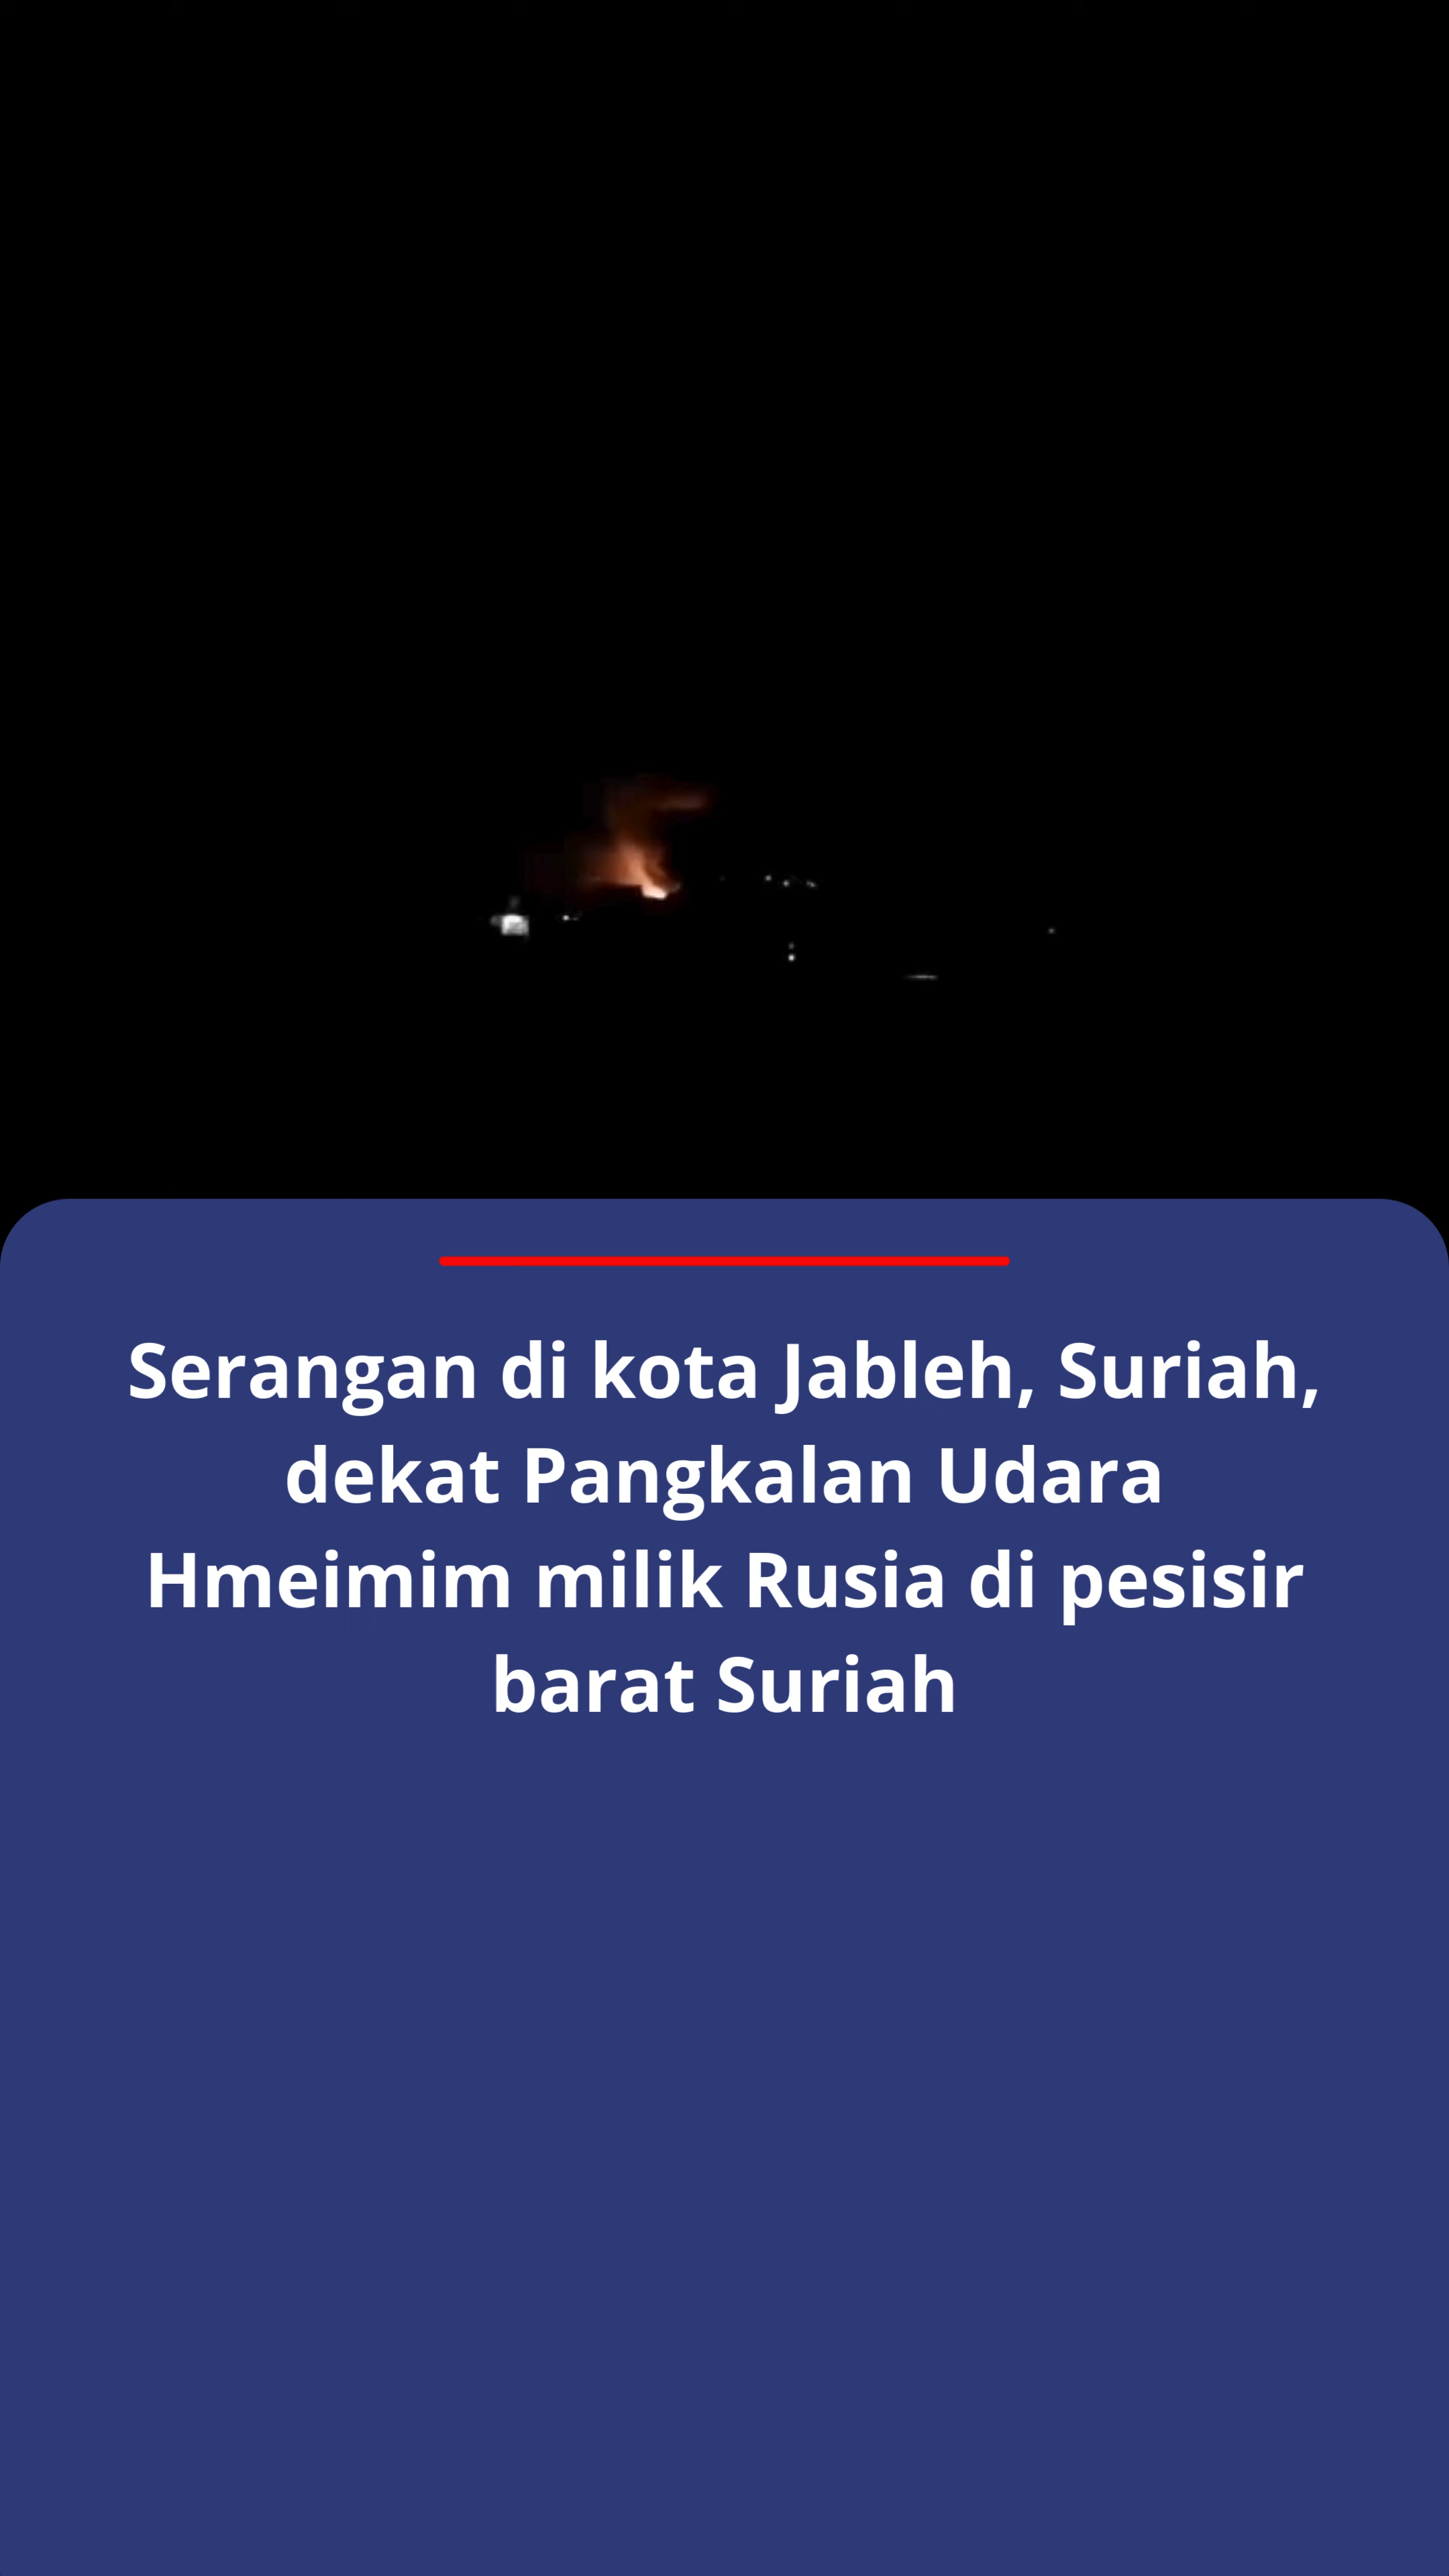 Serangan di kota Jableh, Suriah,
dekat Pangkalan Udara
Hmeimim milik Rusia di pesisir
barat Suriah